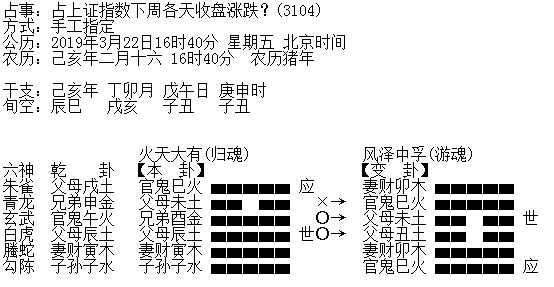 占事：占上证指数下周各天收盘涨跌？(3104)
方式：手工指定
公历：2019年3月22日16时40分 星期五 北京时间
农历：己亥年二月十六 16时40分 农历猪年
干支：己亥年 丁卯月 戊午日 庚申时
旬空：辰巳 戌亥 子丑 子丑
火天大有(归魂) 风泽中孚(游魂)
六神 乾 卦 【本 卦】 【变 卦】
朱雀 父母戌土 官鬼巳火 应 妻财卯木
青龙 兄弟申金 父母未土 ×→ 官鬼巳火
玄武 官鬼午火 兄弟酉金 O→ 父母未土 世
白虎 父母辰土 父母辰土 世O→ 父母丑土
螣蛇 妻财寅木 妻财寅木 妻财卯木
勾陈 子孙子水 子孙子水 官鬼巳火 应